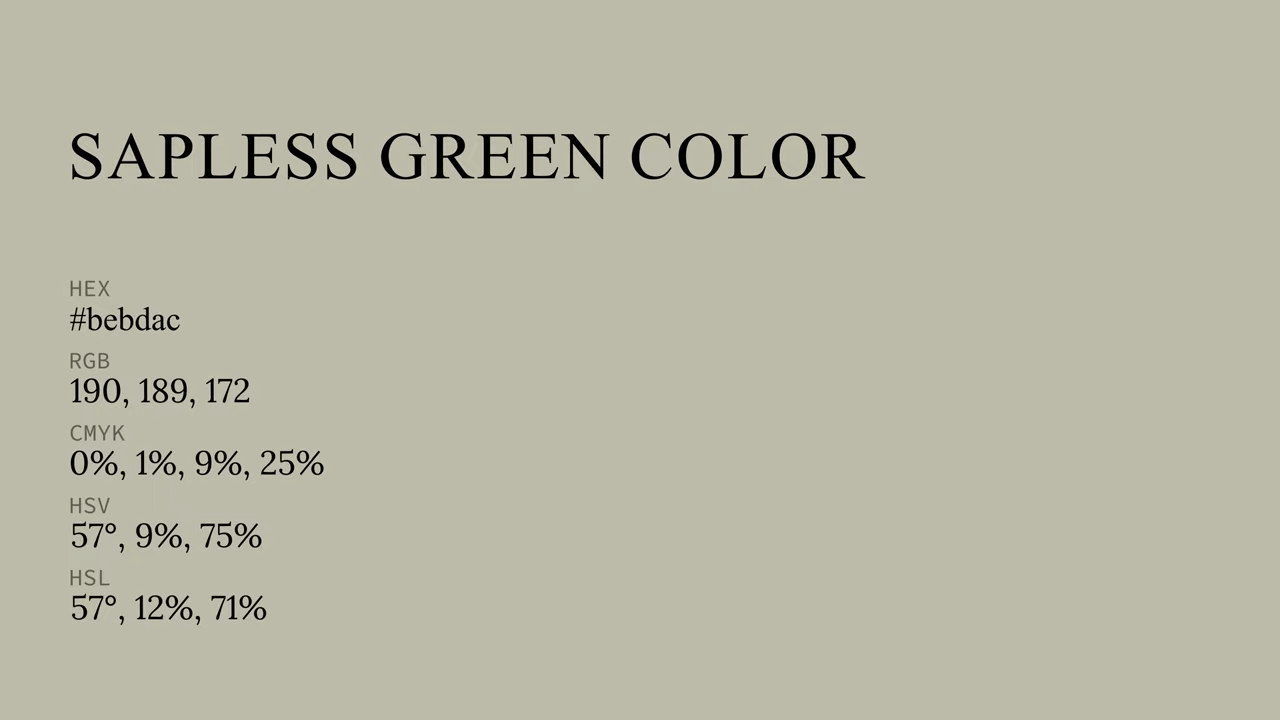 SAPLESS GREEN COLOR
HEX
#bebdac
RGB
190, 189, 172
CMYK
0%, 1%, 9%, 25%
HSV
57°, 9%, 75%
HSL
57°, 12%, 71%